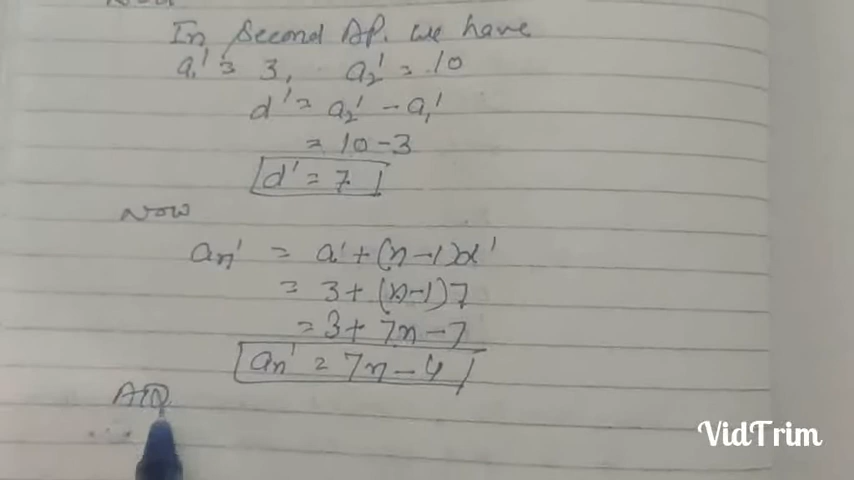 In Second AP. we have
a₁' = 3, a₂' = 10
d' = a₂' - a₁'
= 10 - 3
d' = 7
Now
an' = a' + (n-1)d'
= 3 + (n-1)7
= 3 + 7n - 7
an' = 7n - 4
ATQ
VidTrim